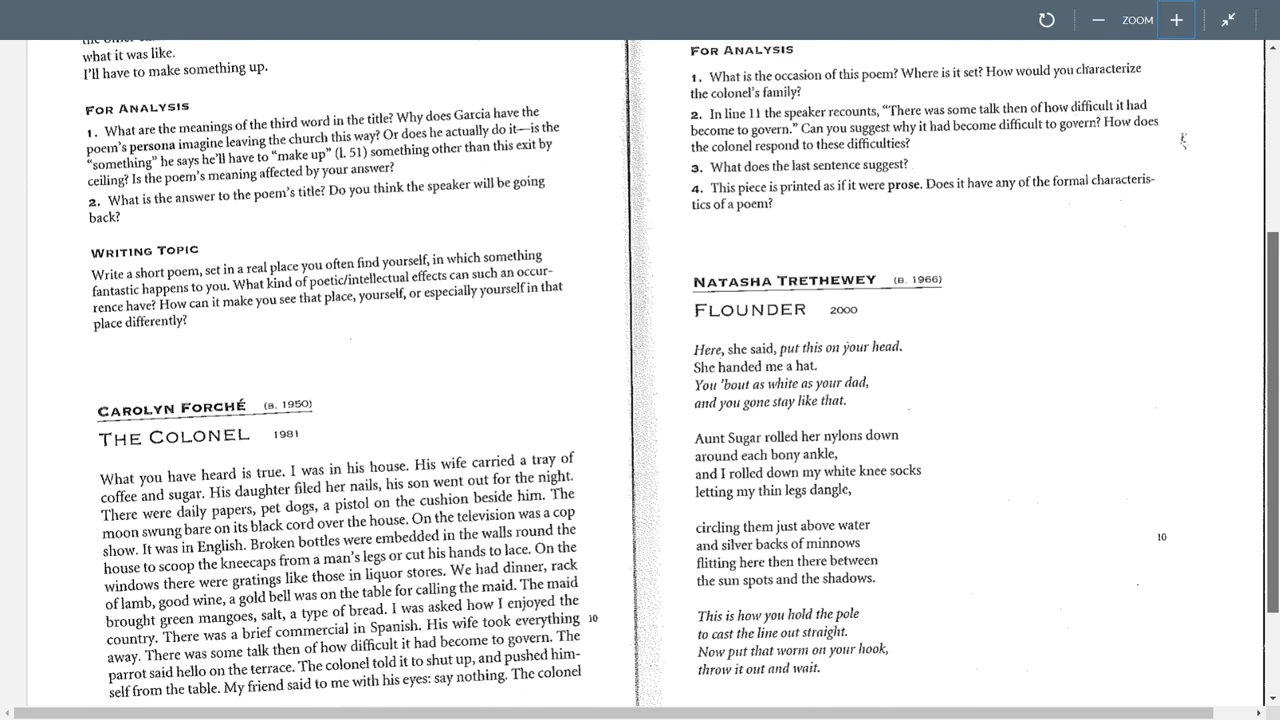 ZOOM
what it was like.
I'll have to make something up.
FOR ANALYSIS
1. What are the meanings of the third word in the title? Why does Garcia have the
poem's persona imagine leaving the church this way? Or does he actually do it—is the
“something” he says he'll have to “make up” (l. 51) something other than this exit by
ceiling? Is the poem's meaning affected by your answer?
2. What is the answer to the poem's title? Do you think the speaker will be going
back?
WRITING TOPIC
Write a short poem, set in a real place you often find yourself, in which something
fantastic happens to you. What kind of poetic/intellectual effects can such an occur-
rence have? How can it make you see that place, yourself, or especially yourself in that
place differently?
CAROLYN FORCHÉ (B. 1950)
THE COLONEL 1981
What you have heard is true. I was in his house. His wife carried a tray of
coffee and sugar. His daughter filed her nails, his son went out for the night.
There were daily papers, pet dogs, a pistol on the cushion beside him. The
moon swung bare on its black cord over the house. On the television was a cop
show. It was in English. Broken bottles were embedded in the walls round the
house to scoop the kneecaps from a man's legs or cut his hands to lace. On the
windows there were gratings like those in liquor stores. We had dinner, rack
of lamb, good wine, a gold bell was on the table for calling the maid. The maid
brought green mangoes, salt, a type of bread. I was asked how I enjoyed the
country. There was a brief commercial in Spanish. His wife took everything 10
away. There was some talk then of how difficult it had become to govern. The
parrot said hello on the terrace. The colonel told it to shut up, and pushed him-
self from the table. My friend said to me with his eyes: say nothing. The colonel
FOR ANALYSIS
1. What is the occasion of this poem? Where is it set? How would you characterize
the colonel's family?
2. In line 11 the speaker recounts, “There was some talk then of how difficult it had
become to govern.” Can you suggest why it had become difficult to govern? How does
the colonel respond to these difficulties?
3. What does the last sentence suggest?
4. This piece is printed as if it were prose. Does it have any of the formal characteris-
tics of a poem?
NATASHA TRETHEWEY (B. 1966)
FLOUNDER 2000
Here, she said, put this on your head.
She handed me a hat.
You 'bout as white as your dad,
and you gone stay like that.
Aunt Sugar rolled her nylons down
around each bony ankle,
and I rolled down my white knee socks
letting my thin legs dangle,
circling them just above water
and silver backs of minnows 10
flitting here then there between
the sun spots and the shadows.
This is how you hold the pole
to cast the line out straight.
Now put that worm on your hook,
throw it out and wait.